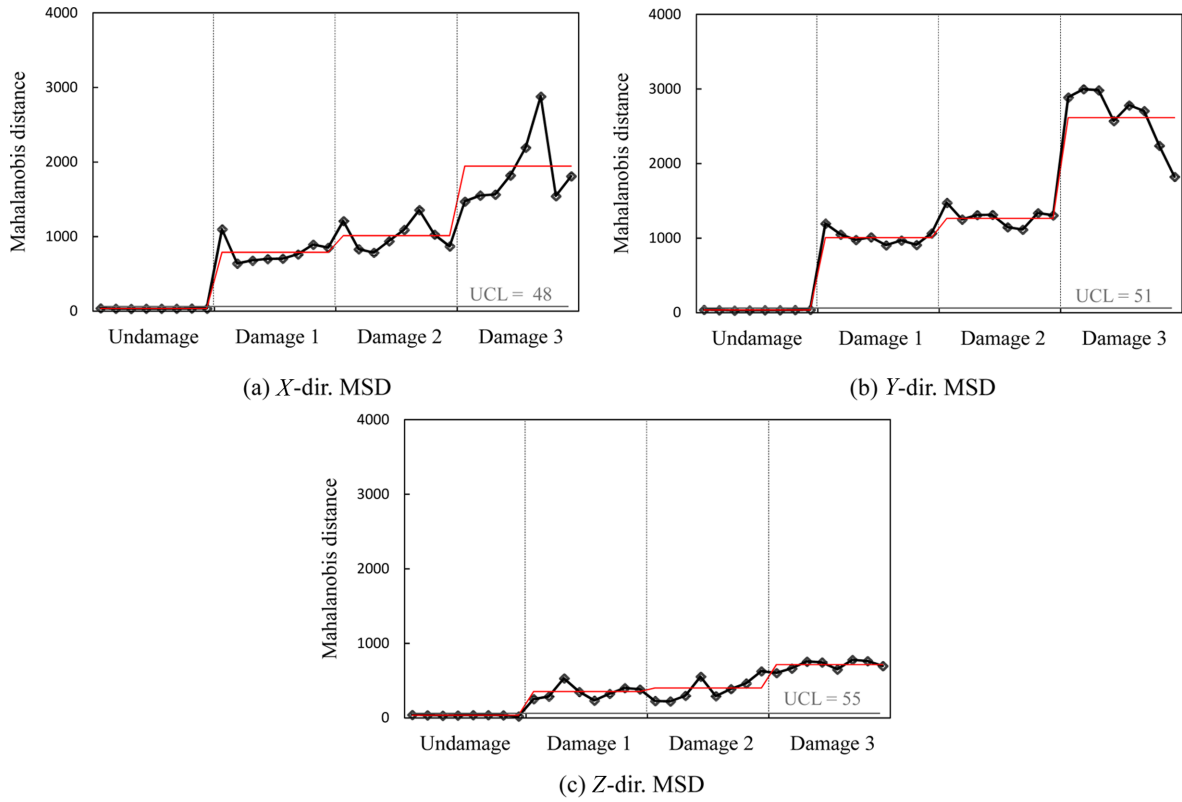 4000
3000
2000
1000
0
Mahalanobis distance
UCL = 48
Undamage Damage 1 Damage 2 Damage 3
(a) X-dir. MSD
4000
3000
2000
1000
0
Mahalanobis distance
UCL = 51
Undamage Damage 1 Damage 2 Damage 3
(b) Y-dir. MSD
4000
3000
2000
1000
0
Mahalanobis distance
UCL = 55
Undamage Damage 1 Damage 2 Damage 3
(c) Z-dir. MSD